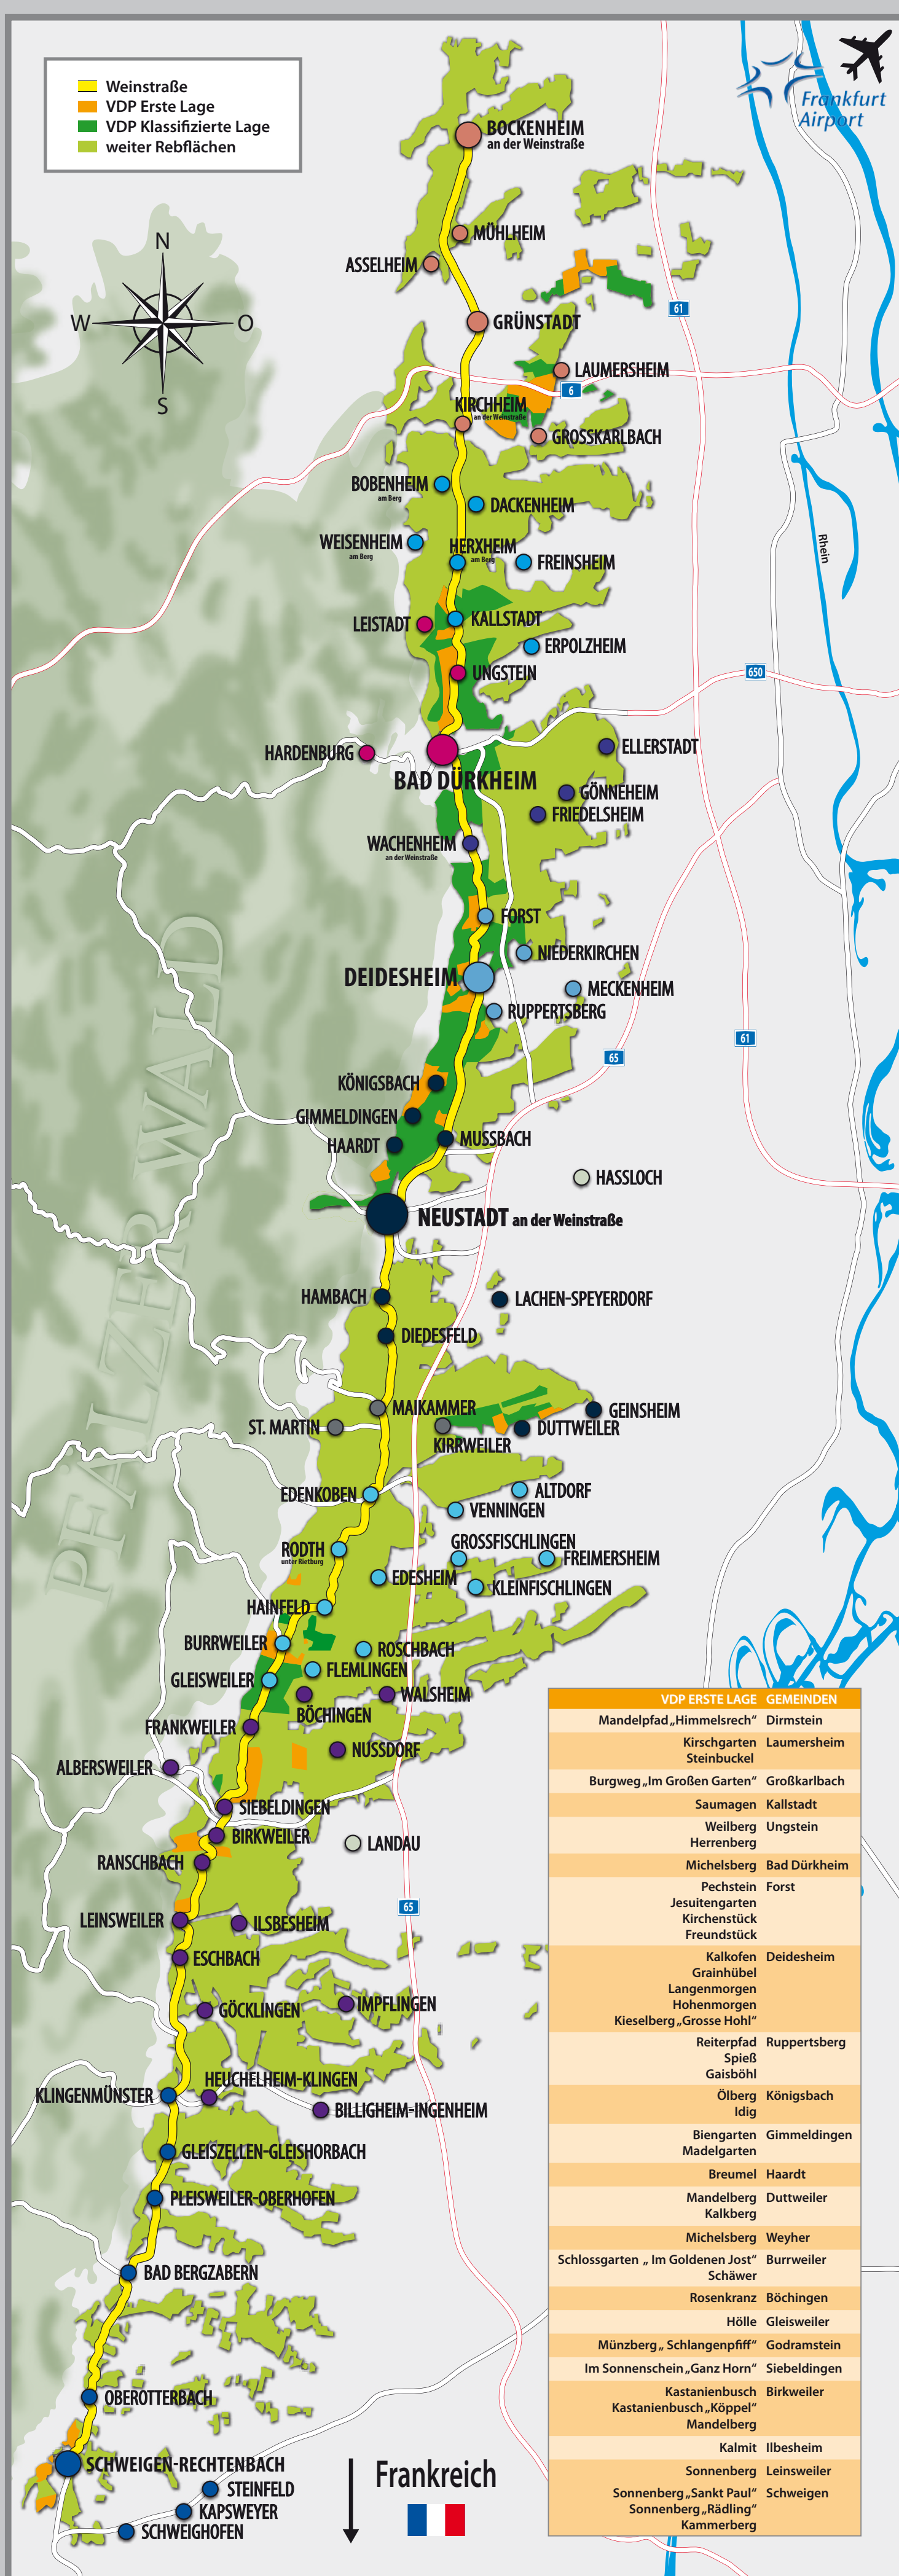 Weinstraße
VDP Erste Lage
VDP Klassifizierte Lage
weiter Rebflächen
Frankfurt
Airport
N
W
O
S
BOCKENHEIM
an der Weinstraße
MÜHLHEIM
ASSELHEIM
61
GRÜNSTADT
LAUMERSHEIM
6
KIRCHHEIM
an der Weinstraße
GROSSKARLBACH
BOBENHEIM
am Berg
DACKENHEIM
WEISENHEIM
am Berg
HERXHEIM
am Berg
FREINSHEIM
Rhein
LEISTADT
KALLSTADT
ERPOLZHEIM
UNGSTEIN
650
HARDENBURG
ELLERSTADT
BAD DÜRKHEIM
GÖNNEHEIM
FRIEDELSHEIM
WACHENHEIM
an der Weinstraße
FORST
NIEDERKIRCHEN
DEIDESHEIM
MECKENHEIM
RUPPERTSBERG
61
65
KÖNIGSBACH
GIMMELDINGEN
HAARDT
MUSSBACH
HASSLOCH
NEUSTADT an der Weinstraße
PFÄLZER WALD
HAMBACH
LACHEN-SPEYERDORF
DIEDESFELD
MAIKAMMER
GEINSHEIM
ST. MARTIN
DUTTWEILER
KIRRWEILER
EDENKOBEN
ALTDORF
VENNINGEN
GROSSFISCHLINGEN
RODTH
unter Rietburg
FREIMERSHEIM
EDESHEIM
KLEINFISCHLINGEN
HAINFELD
BURRWEILER
ROSCHBACH
FLEMLINGEN
GLEISWEILER
WALSHEIM
BÖCHINGEN
FRANKWEILER
NUSSDORF
ALBERSWEILER
SIEBELDINGEN
BIRKWEILER
LANDAU
RANSCHBACH
65
LEINSWEILER
ILSBESHEIM
ESCHBACH
GÖCKLINGEN
IMPFLINGEN
HEUCHELHEIM-KLINGEN
KLINGENMÜNSTER
BILLIGHEIM-INGENHEIM
GLEISZELLEN-GLEISHORBACH
PLEISWEILER-OBERHOFEN
BAD BERGZABERN
OBEROTTERBACH
SCHWEIGEN-RECHTENBACH
STEINFELD
KAPSWEYER
SCHWEIGHOFEN
Frankreich
VDP ERSTE LAGE GEMEINDEN
Mandelpfad „Himmelsrech“ Dirmstein
Kirschgarten Laumersheim
Steinbuckel
Burgweg „Im Großen Garten“ Großkarlbach
Saumagen Kallstadt
Weilberg Ungstein
Herrenberg
Michelsberg Bad Dürkheim
Pechstein Forst
Jesuitengarten
Kirchenstück
Freundstück
Kalkofen Deidesheim
Grainhübel
Langenmorgen
Hohenmorgen
Kieselberg „Grosse Hohl“
Reiterpfad Ruppertsberg
Spieß
Gaisböhl
Ölberg Königsbach
Idig
Biengarten Gimmeldingen
Madelgarten
Breumel Haardt
Mandelberg Duttweiler
Kalkberg
Michelsberg Weyher
Schlossgarten „ Im Goldenen Jost“ Burrweiler
Schäwer
Rosenkranz Böchingen
Hölle Gleisweiler
Münzberg „ Schlangenpfiff“ Godramstein
Im Sonnenschein „Ganz Horn“ Siebeldingen
Kastanienbusch Birkweiler
Kastanienbusch „Köppel“
Mandelberg
Kalmit Ilbesheim
Sonnenberg Leinsweiler
Sonnenberg „Sankt Paul“ Schweigen
Sonnenberg „Rädling“
Kammerberg